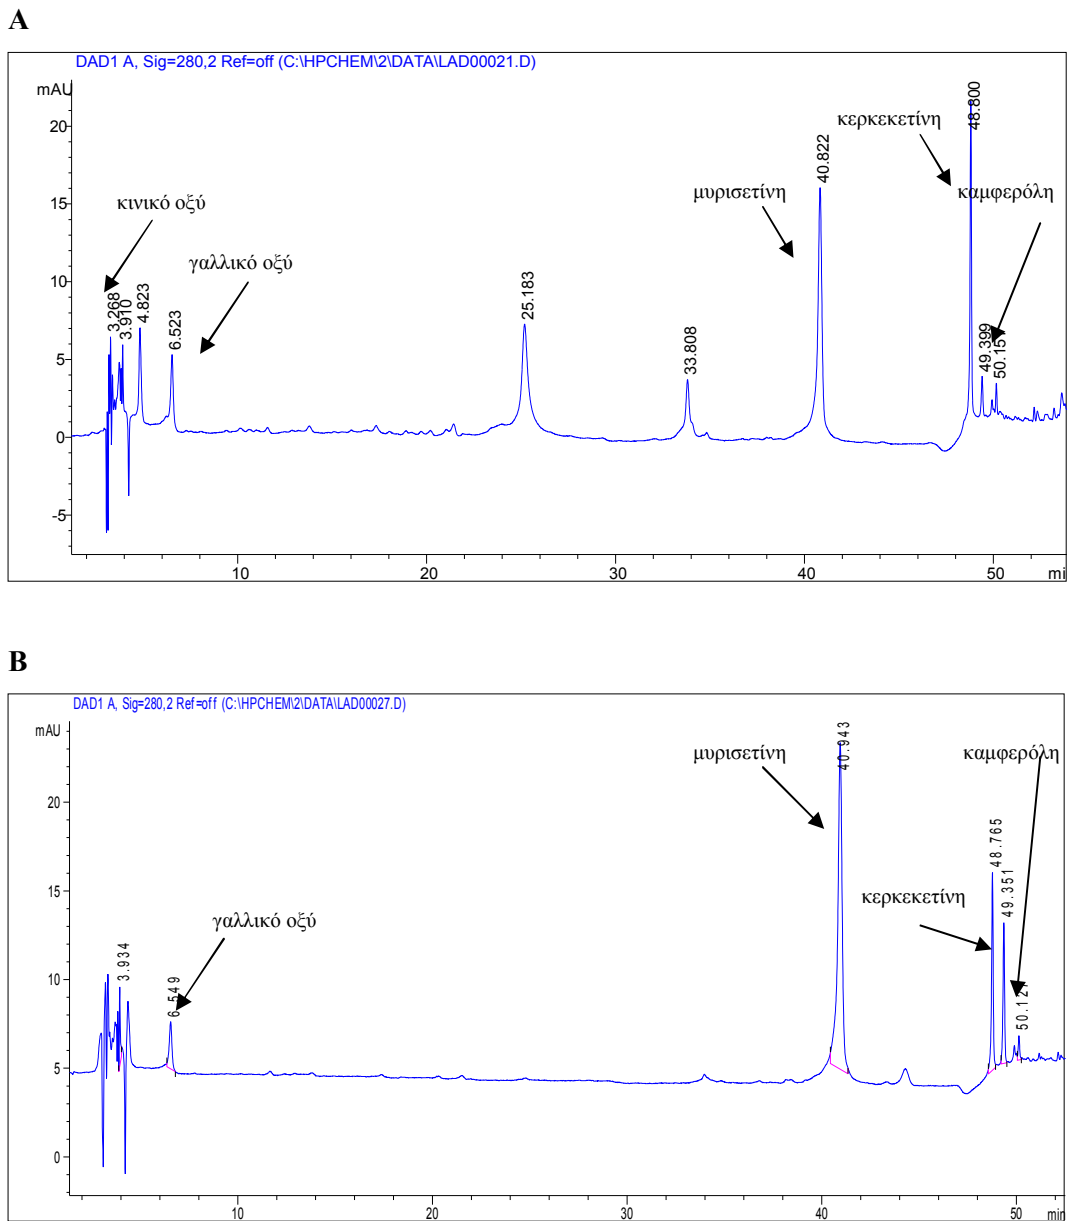 A
DAD1 A, Sig=280,2 Ref=off (C:\HPCHEM\2\DATA\LAD00021.D)
mAU
κερκεκετίνη
48.800
40.822
20
μυρισετίνη
καμφερόλη
κινικό οξύ
15
γαλλικό οξύ
10
3.268
3.910
4.823
6.523
25.183
33.808
49.399
5
0
-5
10
20
30
40
50
mi
B
DAD1 A, Sig=280,2 Ref=off (C:\HPCHEM\2\DATA\LAD00027.D)
mAU
μυρισετίνη
40.943
καμφερόλη
20
48.765
15
κερκεκετίνη
49.351
γαλλικό οξύ
3.934
10
6.549
5
0
10
20
30
40
50
min